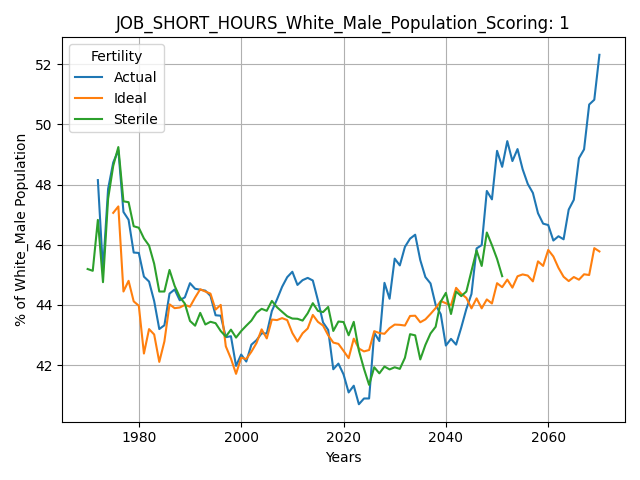 JOB_SHORT_HOURS_White_Male_Population_Scoring: 1
Fertility
Actual
Ideal
Sterile
% of White_Male Population
52
50
48
46
44
42
1980
2000
2020
2040
2060
Years